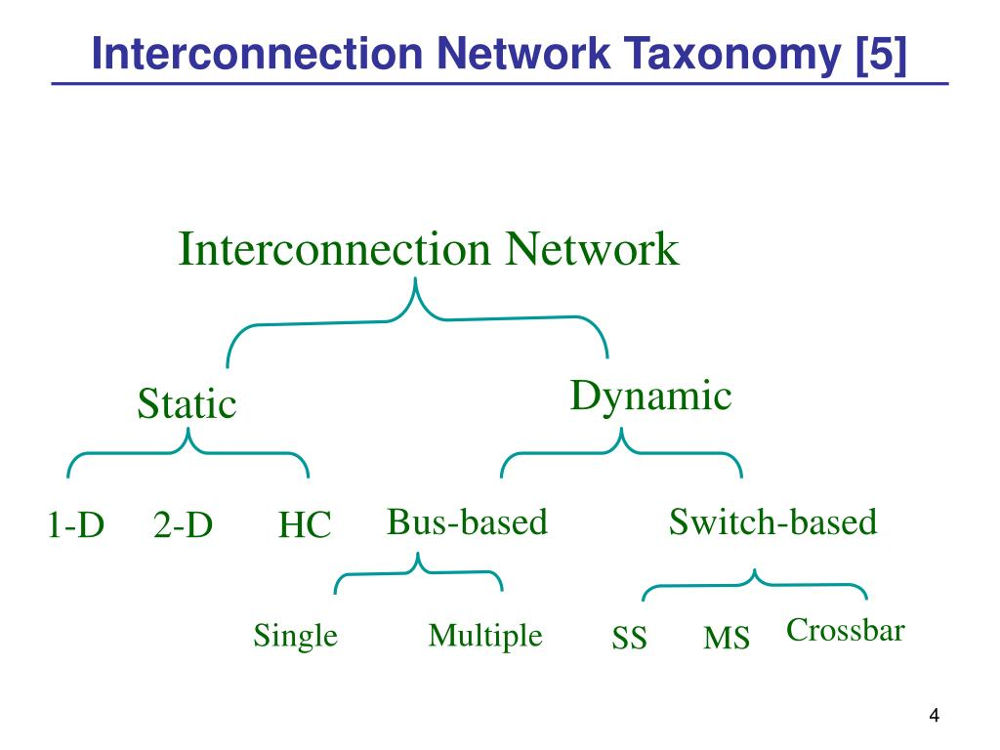 Interconnection Network Taxonomy [5]
Interconnection Network
Static
Dynamic
1-D
2-D
HC
Bus-based
Switch-based
Single
Multiple
SS
MS
Crossbar
4